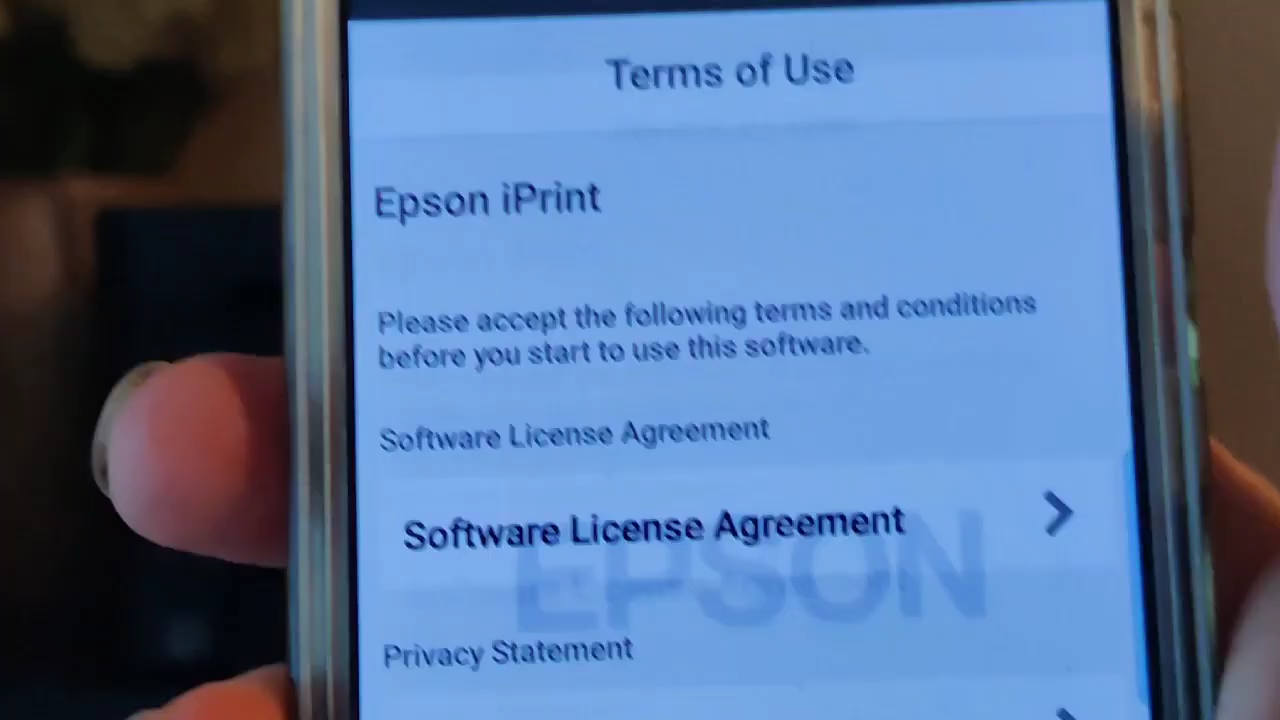 Terms of Use
Epson iPrint
Please accept the following terms and conditions
before you start to use this software.
Software License Agreement
Software License Agreement
EPSON
Privacy Statement